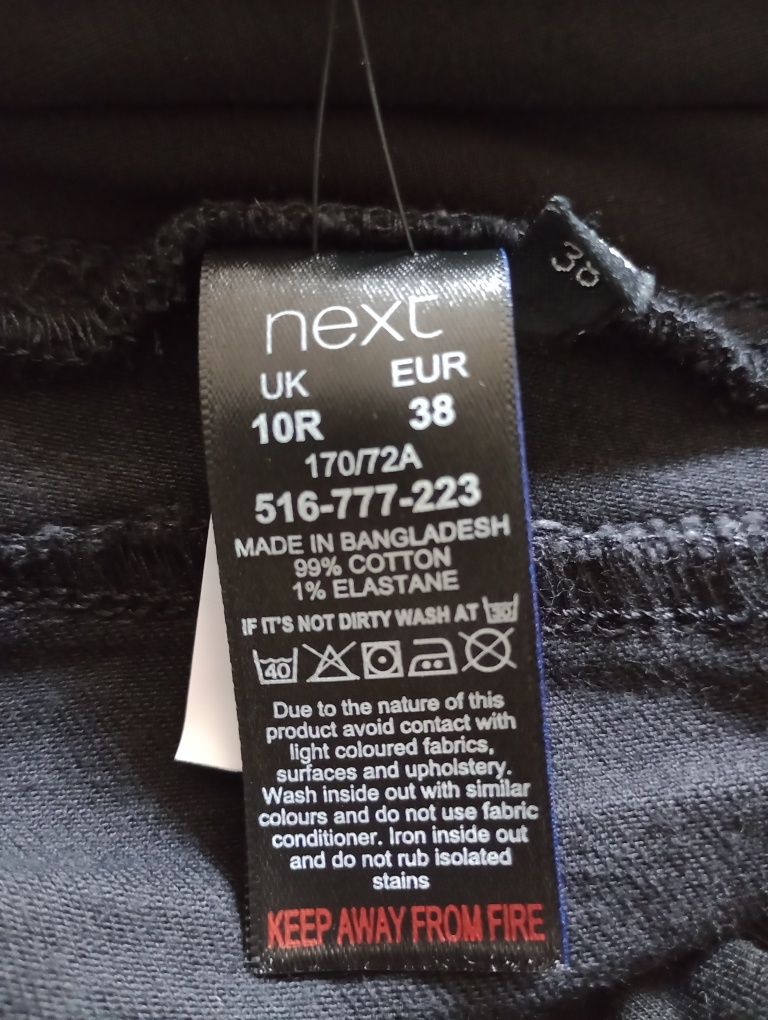 38
next
UK EUR
10R 38
170/72A
516-777-223
MADE IN BANGLADESH
99% COTTON
1% ELASTANE
IF IT'S NOT DIRTY WASH AT 30
40
Due to the nature of this
product avoid contact with
light coloured fabrics,
surfaces and upholstery.
Wash inside out with similar
colours and do not use fabric
conditioner. Iron inside out
and do not rub isolated
stains
KEEP AWAY FROM FIRE